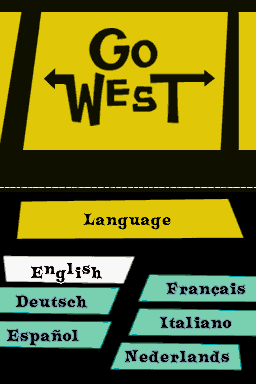 Go
WEST
Language
English
Deutsch
Español
Français
Italiano
Nederlands